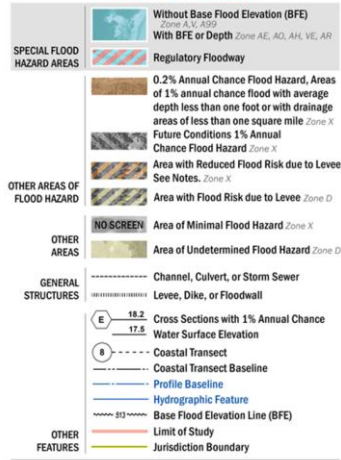 Without Base Flood Elevation (BFE)
Zone A,V, A99
With BFE or Depth Zone AE, AO, AH, VE, AR
SPECIAL FLOOD
HAZARD AREAS
Regulatory Floodway
0.2% Annual Chance Flood Hazard, Areas
of 1% annual chance flood with average
depth less than one foot or with drainage
areas of less than one square mile Zone X
Future Conditions 1% Annual
Chance Flood Hazard Zone X
Area with Reduced Flood Risk due to Levee
See Notes. Zone X
OTHER AREAS OF
FLOOD HAZARD
Area with Flood Risk due to Levee Zone D
NO SCREEN Area of Minimal Flood Hazard Zone X
OTHER
AREAS
Area of Undetermined Flood Hazard Zone D
GENERAL
STRUCTURES
Channel, Culvert, or Storm Sewer
Levee, Dike, or Floodwall
E 18.2 Cross Sections with 1% Annual Chance
17.5 Water Surface Elevation
8 Coastal Transect
Coastal Transect Baseline
Profile Baseline
Hydrographic Feature
513 Base Flood Elevation Line (BFE)
OTHER
FEATURES
Limit of Study
Jurisdiction Boundary